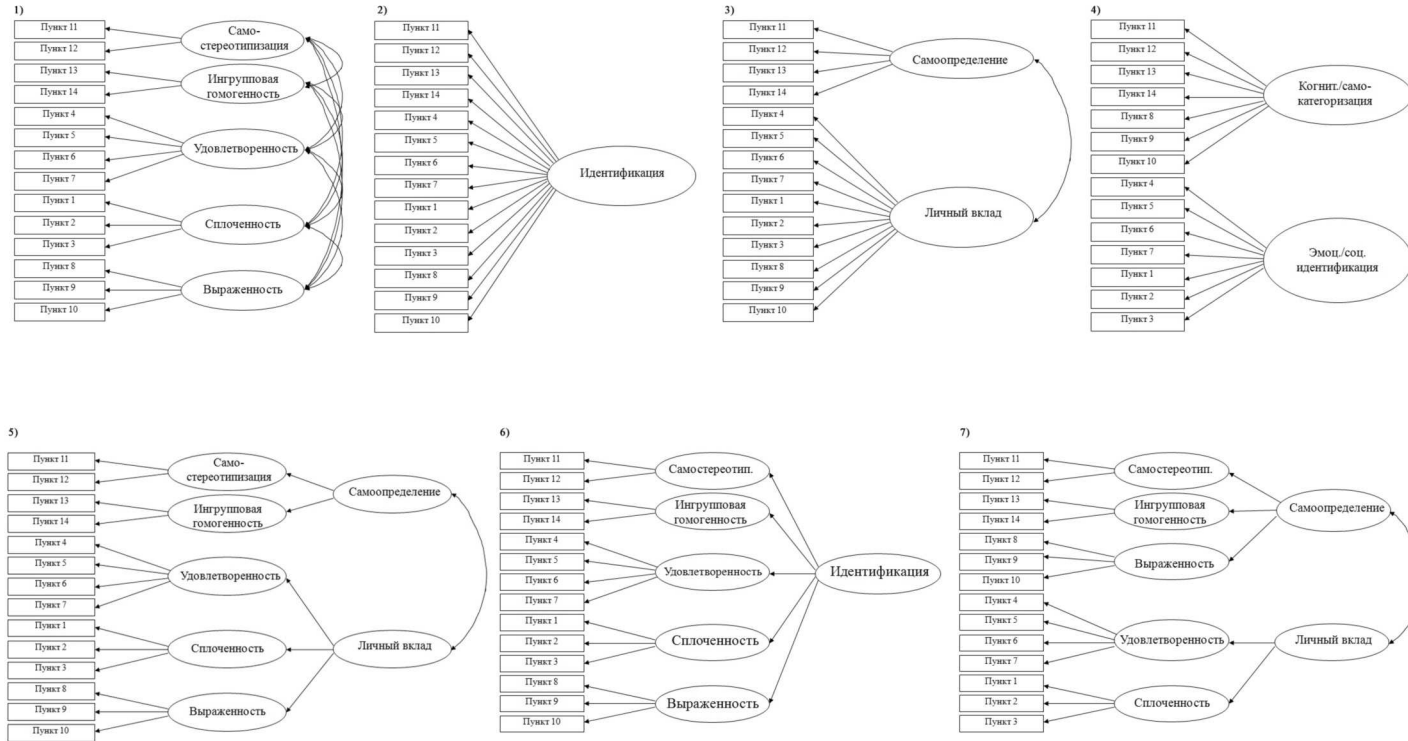 1)
Пункт 11
Пункт 12
Пункт 13
Пункт 14
Пункт 4
Пункт 5
Пункт 6
Пункт 7
Пункт 1
Пункт 2
Пункт 3
Пункт 8
Пункт 9
Пункт 10
Само-
стереотипизация
Ингрупповая
гомогенность
Удовлетворенность
Сплоченность
Выраженность
2)
Пункт 11
Пункт 12
Пункт 13
Пункт 14
Пункт 4
Пункт 5
Пункт 6
Пункт 7
Пункт 1
Пункт 2
Пункт 3
Пункт 8
Пункт 9
Пункт 10
Идентификация
3)
Пункт 11
Пункт 12
Пункт 13
Пункт 14
Пункт 4
Пункт 5
Пункт 6
Пункт 7
Пункт 1
Пункт 2
Пункт 3
Пункт 8
Пункт 9
Пункт 10
Самоопределение
Личный вклад
4)
Пункт 11
Пункт 12
Пункт 13
Пункт 14
Пункт 8
Пункт 9
Пункт 10
Пункт 4
Пункт 5
Пункт 6
Пункт 7
Пункт 1
Пункт 2
Пункт 3
Когнит./само-
категоризация
Эмоц./соц.
идентификация
5)
Пункт 11
Пункт 12
Пункт 13
Пункт 14
Пункт 4
Пункт 5
Пункт 6
Пункт 7
Пункт 1
Пункт 2
Пункт 3
Пункт 8
Пункт 9
Пункт 10
Само-
стереотипизация
Ингрупповая
гомогенность
Удовлетворенность
Сплоченность
Выраженность
Самоопределение
Личный вклад
6)
Пункт 11
Пункт 12
Пункт 13
Пункт 14
Пункт 4
Пункт 5
Пункт 6
Пункт 7
Пункт 1
Пункт 2
Пункт 3
Пункт 8
Пункт 9
Пункт 10
Самостереотип.
Ингрупповая
гомогенность
Удовлетворенность
Сплоченность
Выраженность
Идентификация
7)
Пункт 11
Пункт 12
Пункт 13
Пункт 14
Пункт 8
Пункт 9
Пункт 10
Пункт 4
Пункт 5
Пункт 6
Пункт 7
Пункт 1
Пункт 2
Пункт 3
Самостереотип.
Ингрупповая
гомогенность
Выраженность
Удовлетворенность
Сплоченность
Самоопределение
Личный вклад